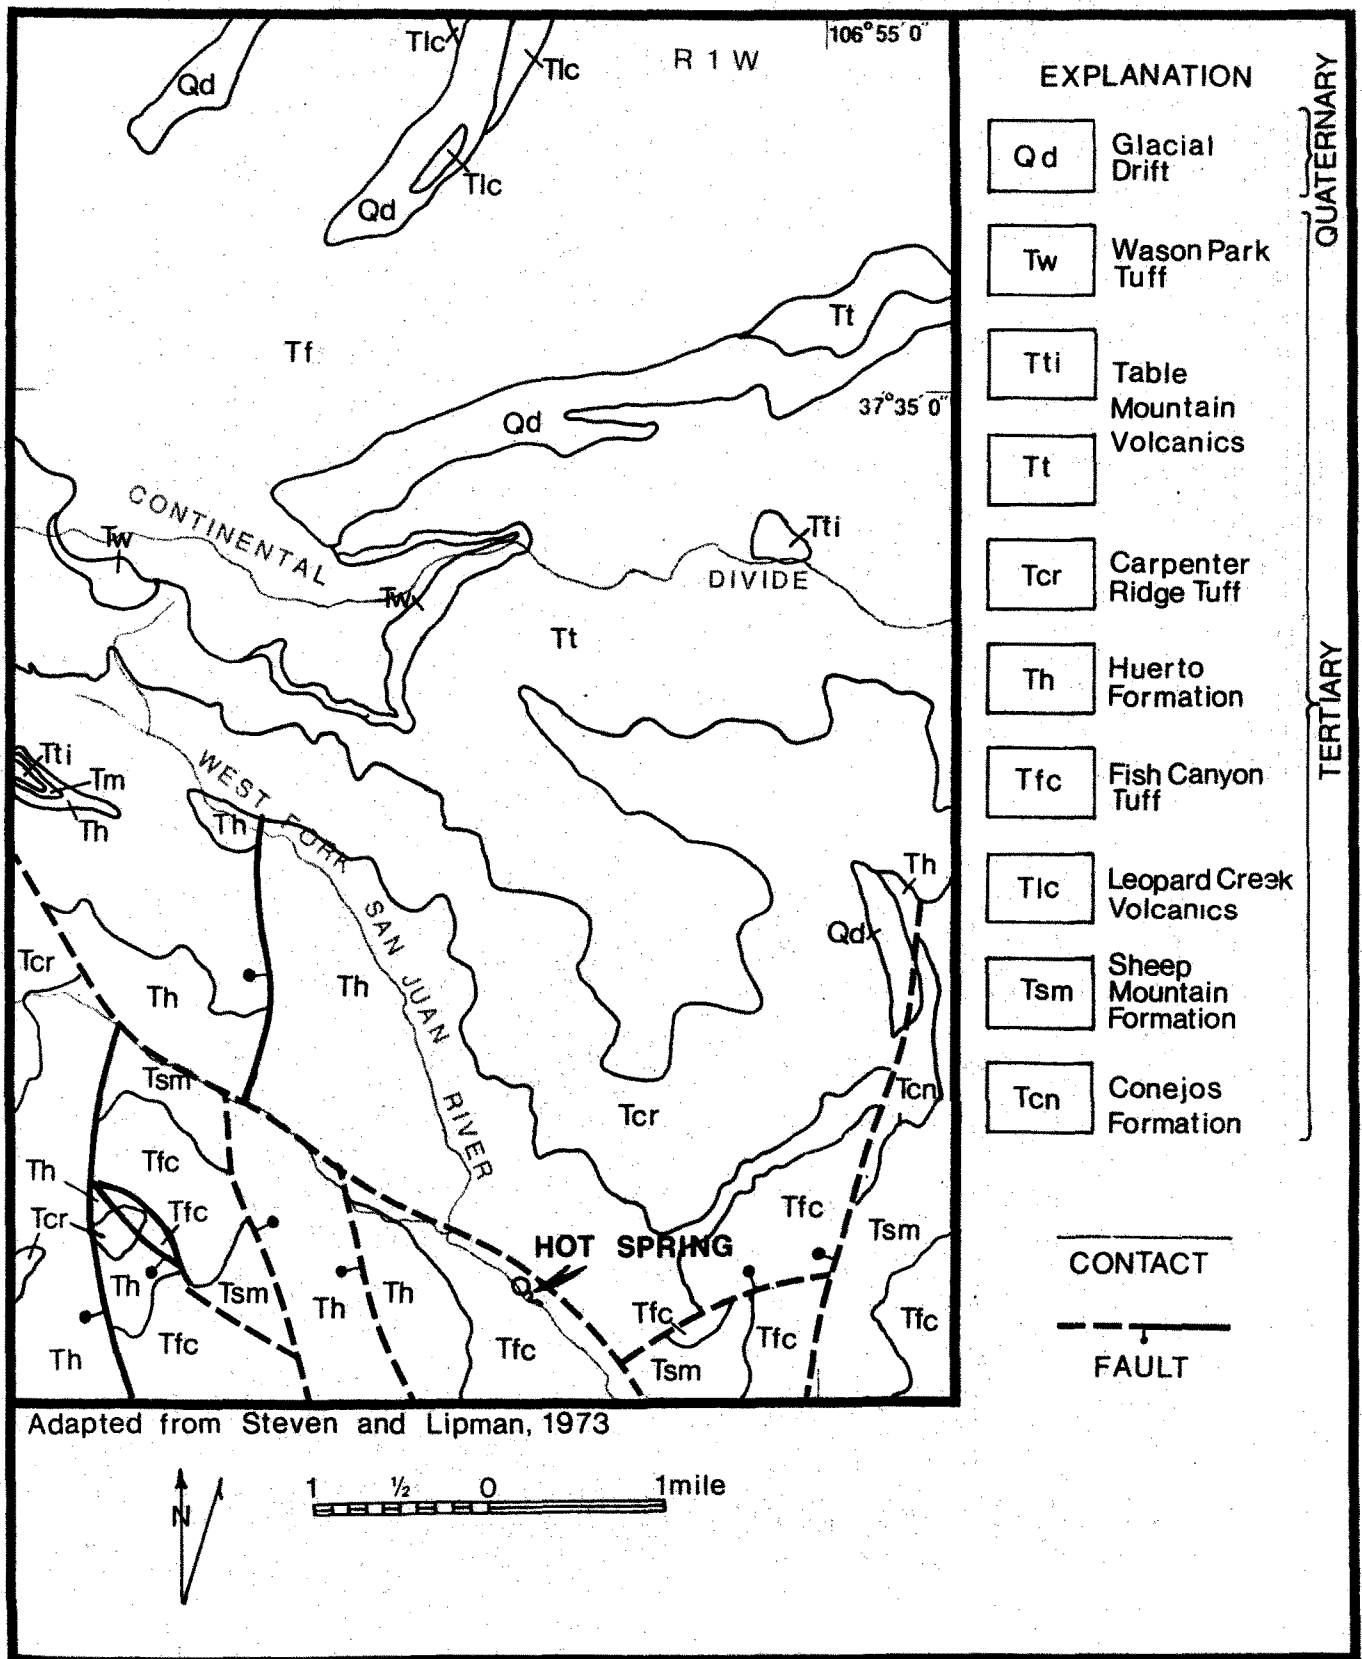 Tlc
106°55'0"
R 1 W
Tlc
Qd
Tlc
Qd
Tt
Tf
37°35'0"
Qd
CONTINENTAL
Tw
Tti
DIVIDE
Tw
Tt
Tti
Tm
Th
WEST FORK SAN JUAN RIVER
Th
Th
Qd
Tcr
Th
Th
Tsm
Tcn
Tcr
Tfc
Th
Tfc
Tcr
Tfc
Tsm
HOT SPRING
Th
Tsm
Th
Th
Tfc
Tfc
Tfc
Tfc
Tfc
Th
Tsm
Adapted from Steven and Lipman, 1973
N
1 ½ 0 1mile
EXPLANATION
Qd
Glacial
Drift
QUATERNARY
Tw
Wason Park
Tuff
Tti
Table
Mountain
Volcanics
Tt
Tcr
Carpenter
Ridge Tuff
Th
Huerto
Formation
TERTIARY
Tfc
Fish Canyon
Tuff
Tlc
Leopard Creek
Volcanics
Tsm
Sheep
Mountain
Formation
Tcn
Conejos
Formation
CONTACT
FAULT